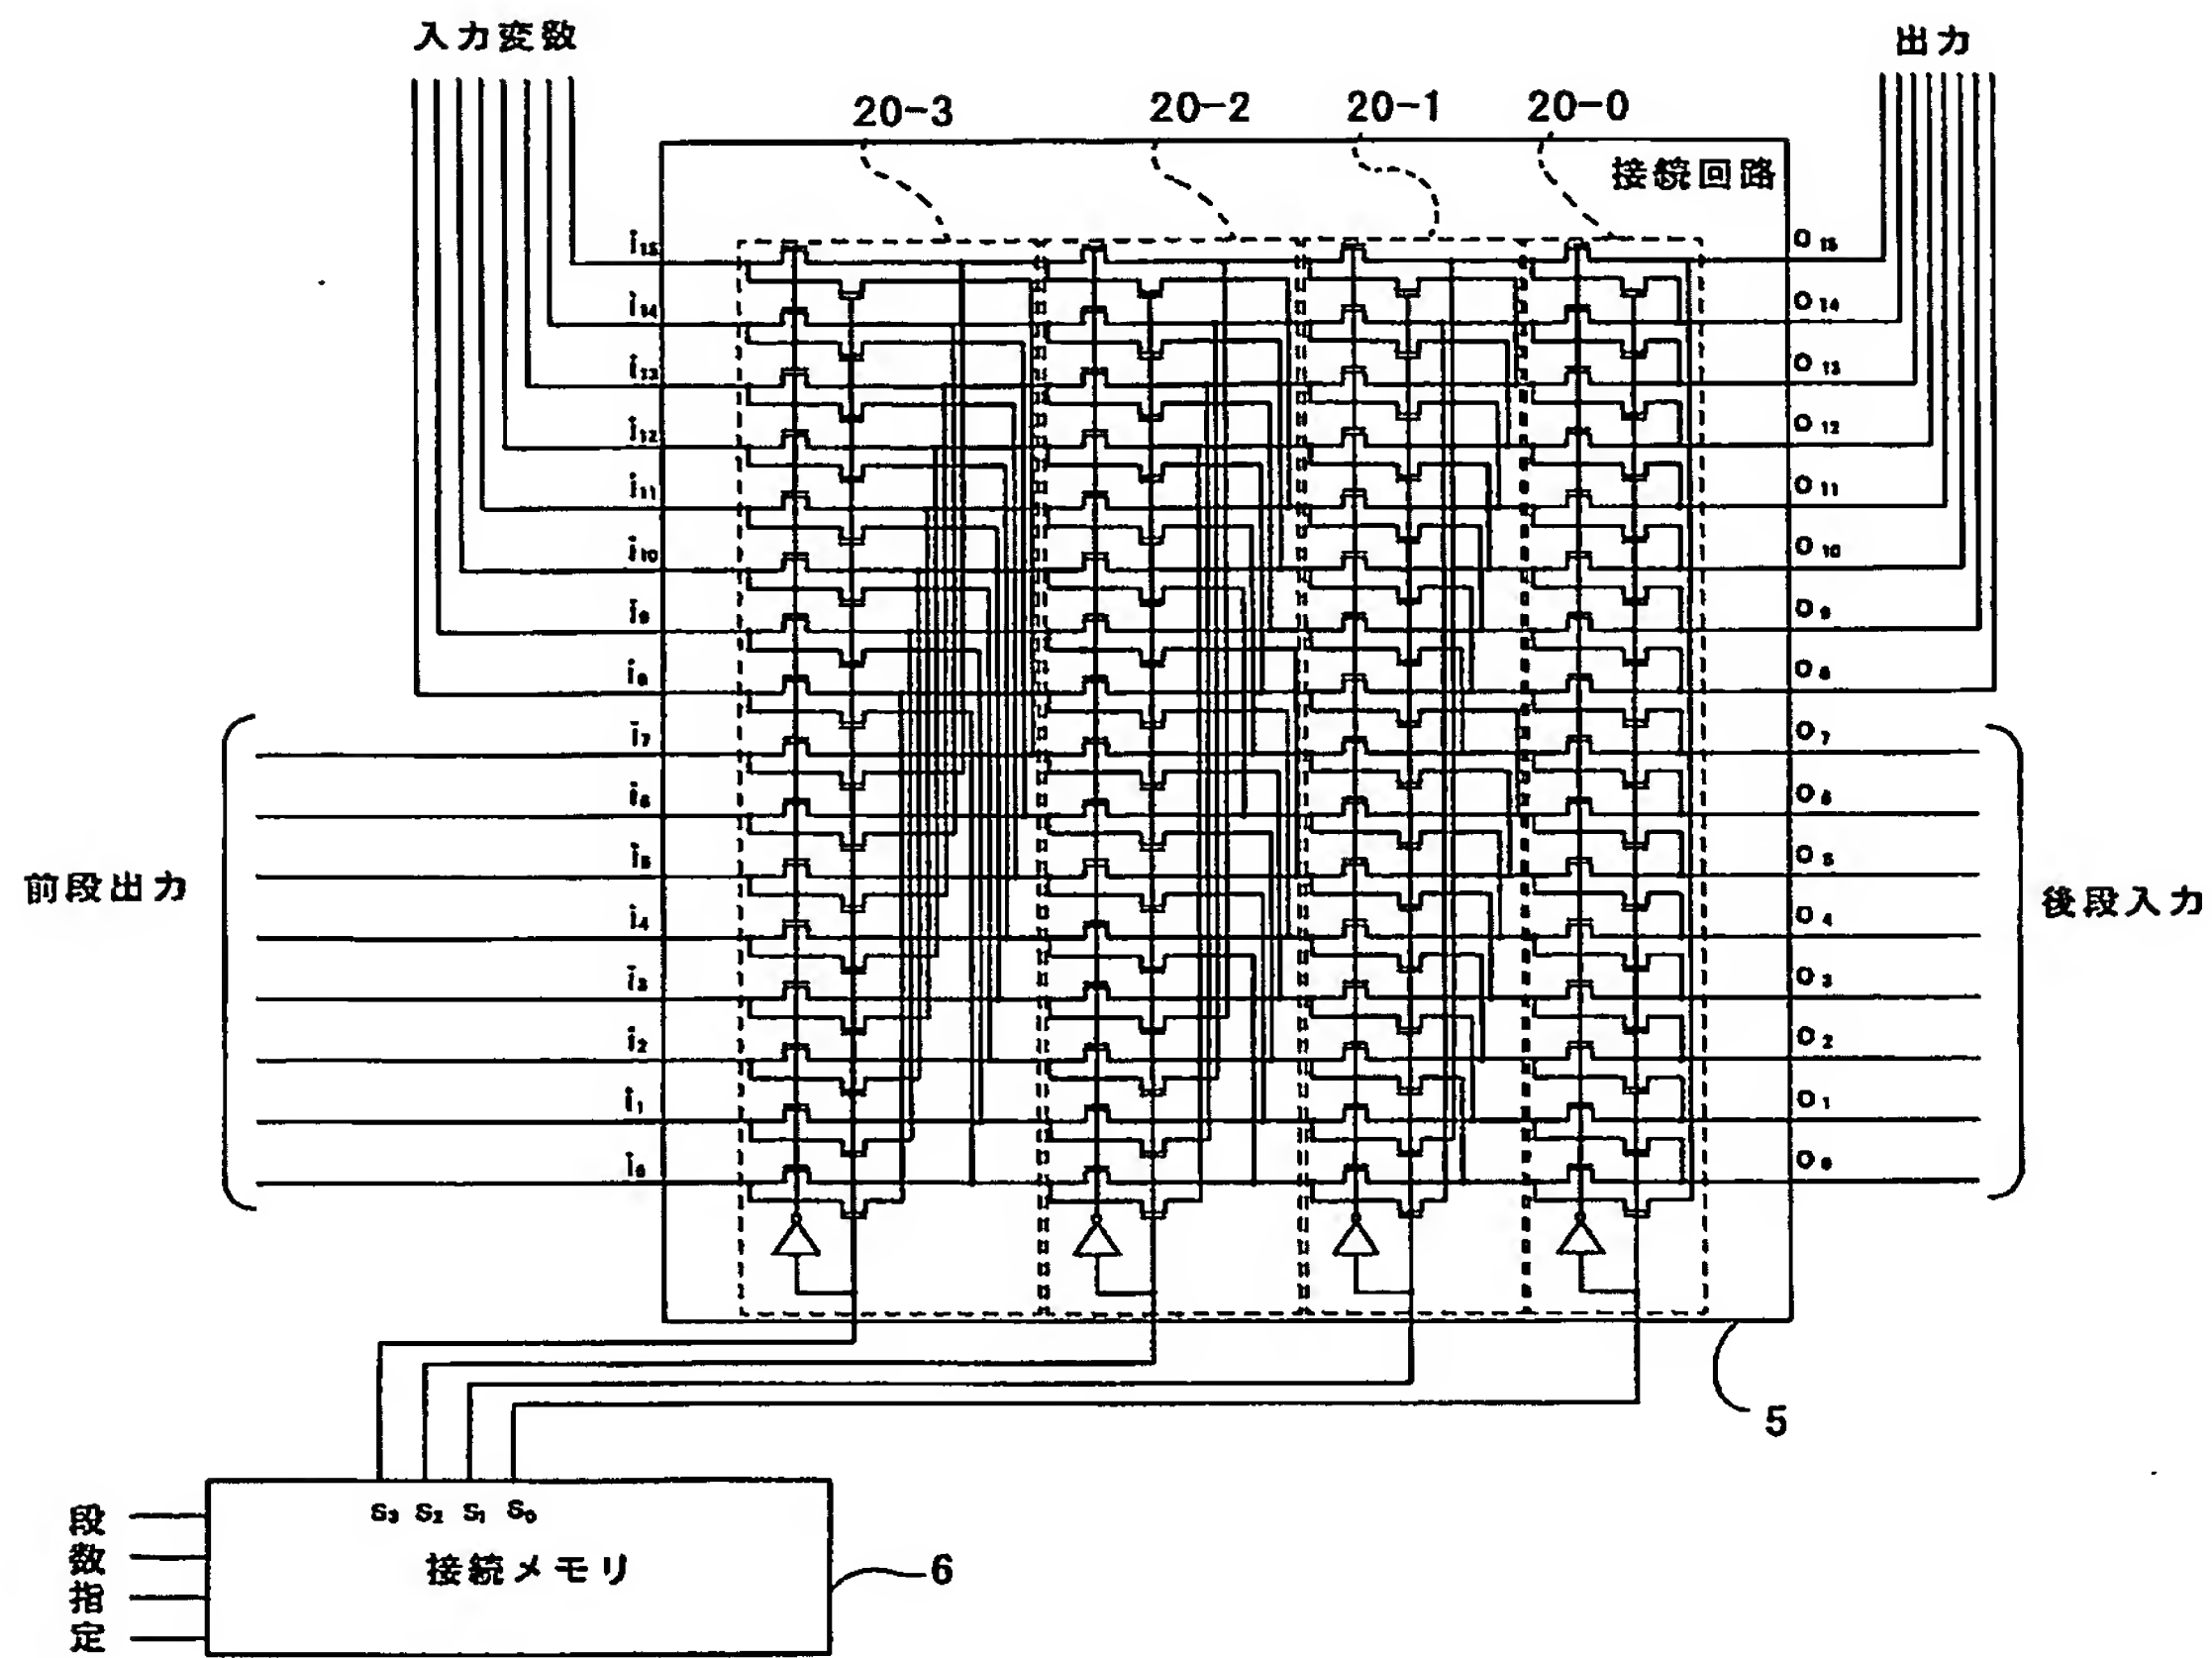 入力変数
出力
20-3
20-2
20-1
20-0
接続回路
i15
O15
i14
O14
i13
O13
i12
O12
i11
O11
i10
O10
i9
O9
i8
O8
i7
O7
i6
O6
i5
O5
前段出力
後段入力
i4
O4
i3
O3
i2
O2
i1
O1
i0
O0
5
S3 S2 S1 S0
段数指定
接続メモリ
6